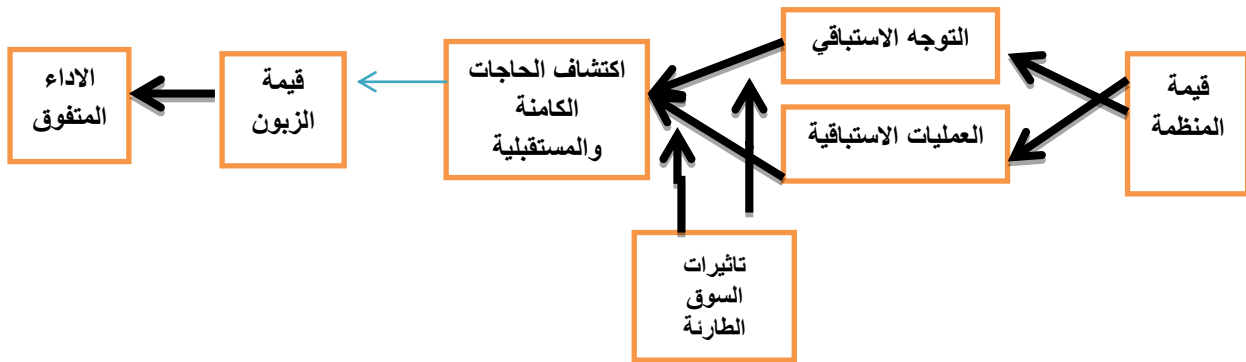 قيمة
المنظمة
التوجه الاستباقي
العمليات الاستباقية
اكتشاف الحاجات
الكامنة
والمستقبلية
قيمة
الزبون
الاداء
المتفوق
تاثيرات
السوق
الطارئة